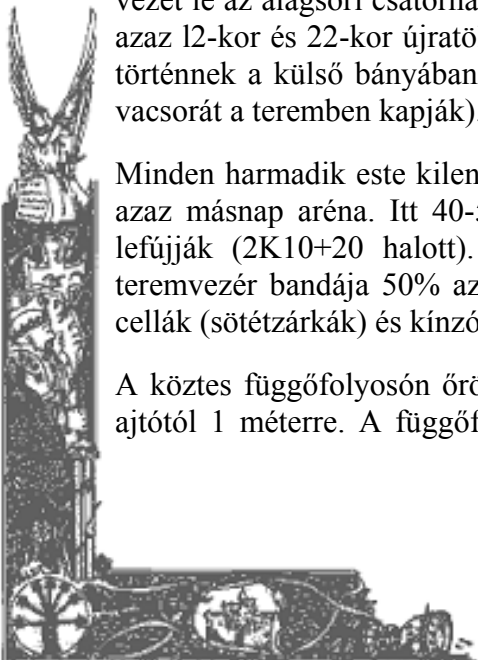 vezet le az alagsori csatorna
azaz l2-kor és 22-kor újratö
történnek a külső bányában
vacsorát a teremben kapják)
Minden harmadik este kilen
azaz másnap aréna. Itt 40-
lefújják (2K10+20 halott).
teremvezér bandája 50% az
cellák (sötétzárkák) és kínzó
A köztes függőfolyosón őrö
ajtótól 1 méterre. A függőf